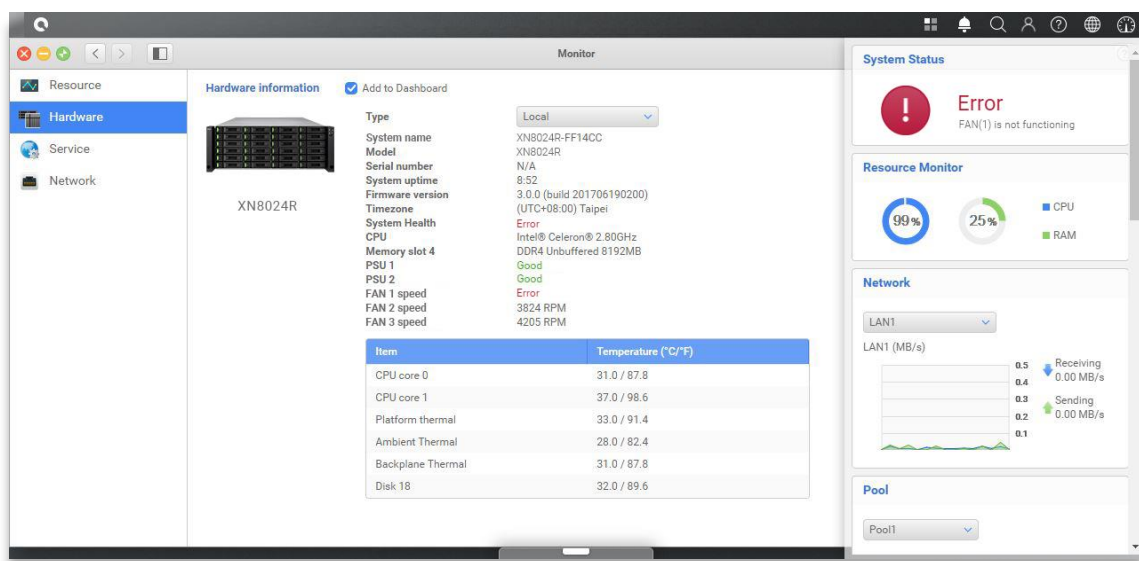 Monitor
Resource
Hardware
Service
Network
Hardware information
Add to Dashboard
XN8024R
Type Local
System name XN8024R-FF14CC
Model XN8024R
Serial number N/A
System uptime 8:52
Firmware version 3.0.0 (build 201706190200)
Timezone (UTC+08:00) Taipei
System Health Error
CPU Intel® Celeron® 2.80GHz
Memory slot 4 DDR4 Unbuffered 8192MB
PSU 1 Good
PSU 2 Good
FAN 1 speed Error
FAN 2 speed 3824 RPM
FAN 3 speed 4205 RPM
Item Temperature (°C/°F)
CPU core 0 31.0 / 87.8
CPU core 1 37.0 / 98.6
Platform thermal 33.0 / 91.4
Ambient Thermal 28.0 / 82.4
Backplane Thermal 31.0 / 87.8
Disk 18 32.0 / 89.6
System Status
Error
FAN(1) is not functioning
Resource Monitor
99%
25%
CPU
RAM
Network
LAN1
LAN1 (MB/s)
0.5
0.4
0.3
0.2
0.1
Receiving
0.00 MB/s
Sending
0.00 MB/s
Pool
Pool1